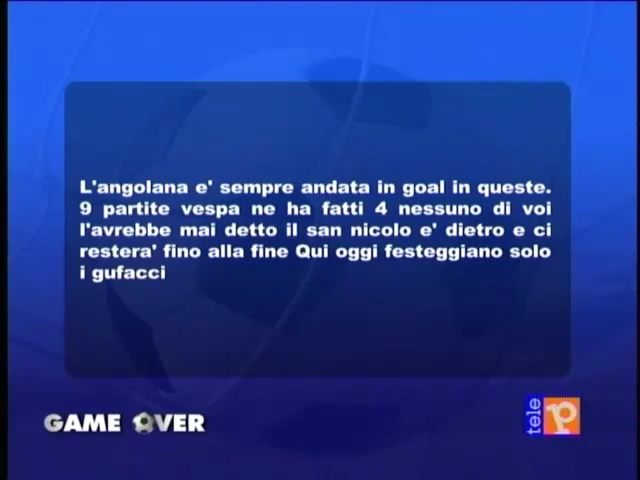 L'angolana e' sempre andata in goal in queste.
9 partite vespa ne ha fatti 4 nessuno di voi
l'avrebbe mai detto il san nicolo e' dietro e ci
restera' fino alla fine Qui oggi festeggiano solo
i gufacci
GAME OVER
tele p